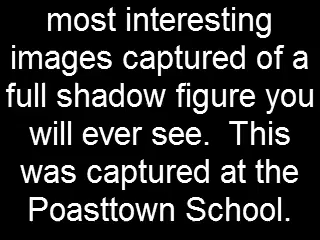 most interesting
images captured of a
full shadow figure you
will ever see.  This
was captured at the
Poasttown School.